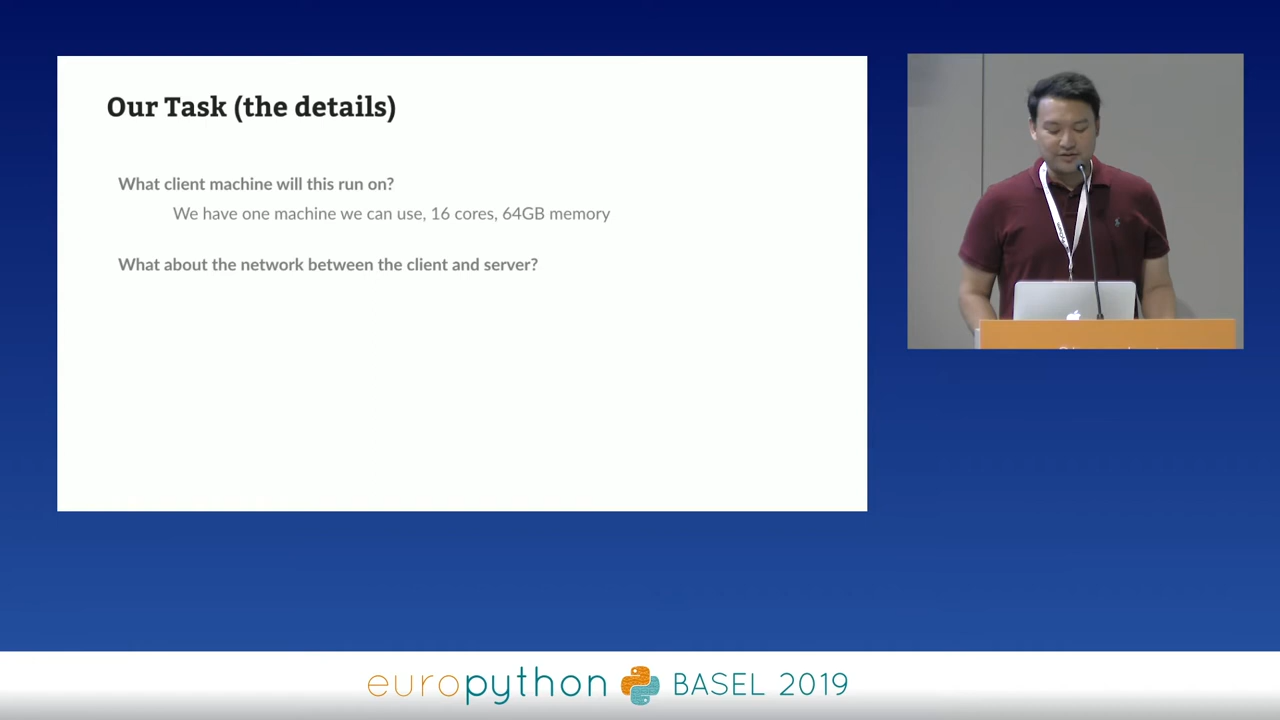 Our Task (the details)
What client machine will this run on?
We have one machine we can use, 16 cores, 64GB memory
What about the network between the client and server?
europython BASEL 2019